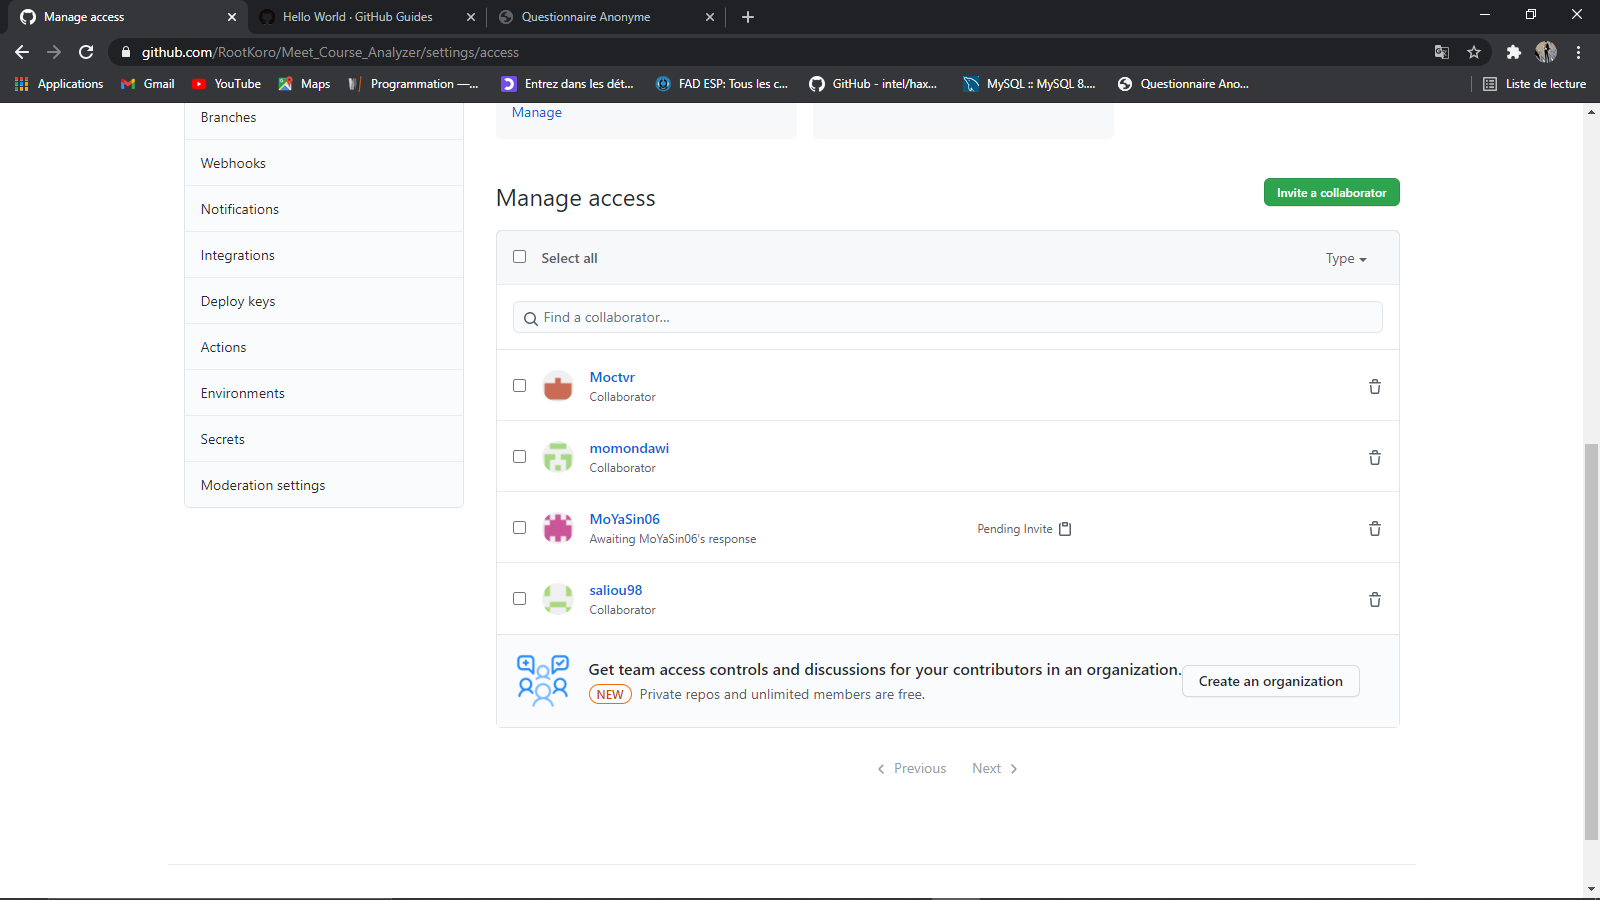 Manage access
Hello World · GitHub Guides
Questionnaire Anonyme
github.com/RootKoro/Meet_Course_Analyzer/settings/access
Applications
Gmail
YouTube
Maps
Programmation —...
Entrez dans les dét...
FAD ESP: Tous les c...
GitHub - intel/hax...
MySQL :: MySQL 8....
Questionnaire Ano...
Liste de lecture
Branches
Webhooks
Notifications
Integrations
Deploy keys
Actions
Environments
Secrets
Moderation settings
Manage
Manage access
Invite a collaborator
Select all
Type
Find a collaborator...
Moctvr
Collaborator
momondawi
Collaborator
MoYaSin06
Awaiting MoYaSin06's response
Pending Invite
saliou98
Collaborator
Get team access controls and discussions for your contributors in an organization.
NEW Private repos and unlimited members are free.
Create an organization
Previous
Next